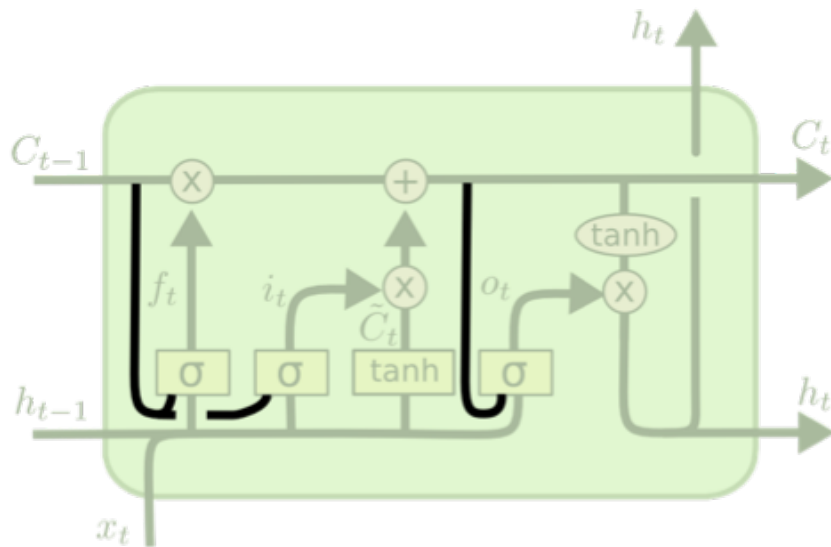 h_t
C_{t-1} × + C_t
tanh
f_t i_t × o_t ×
C̃_t
σ σ tanh σ
h_{t-1} h_t
x_t